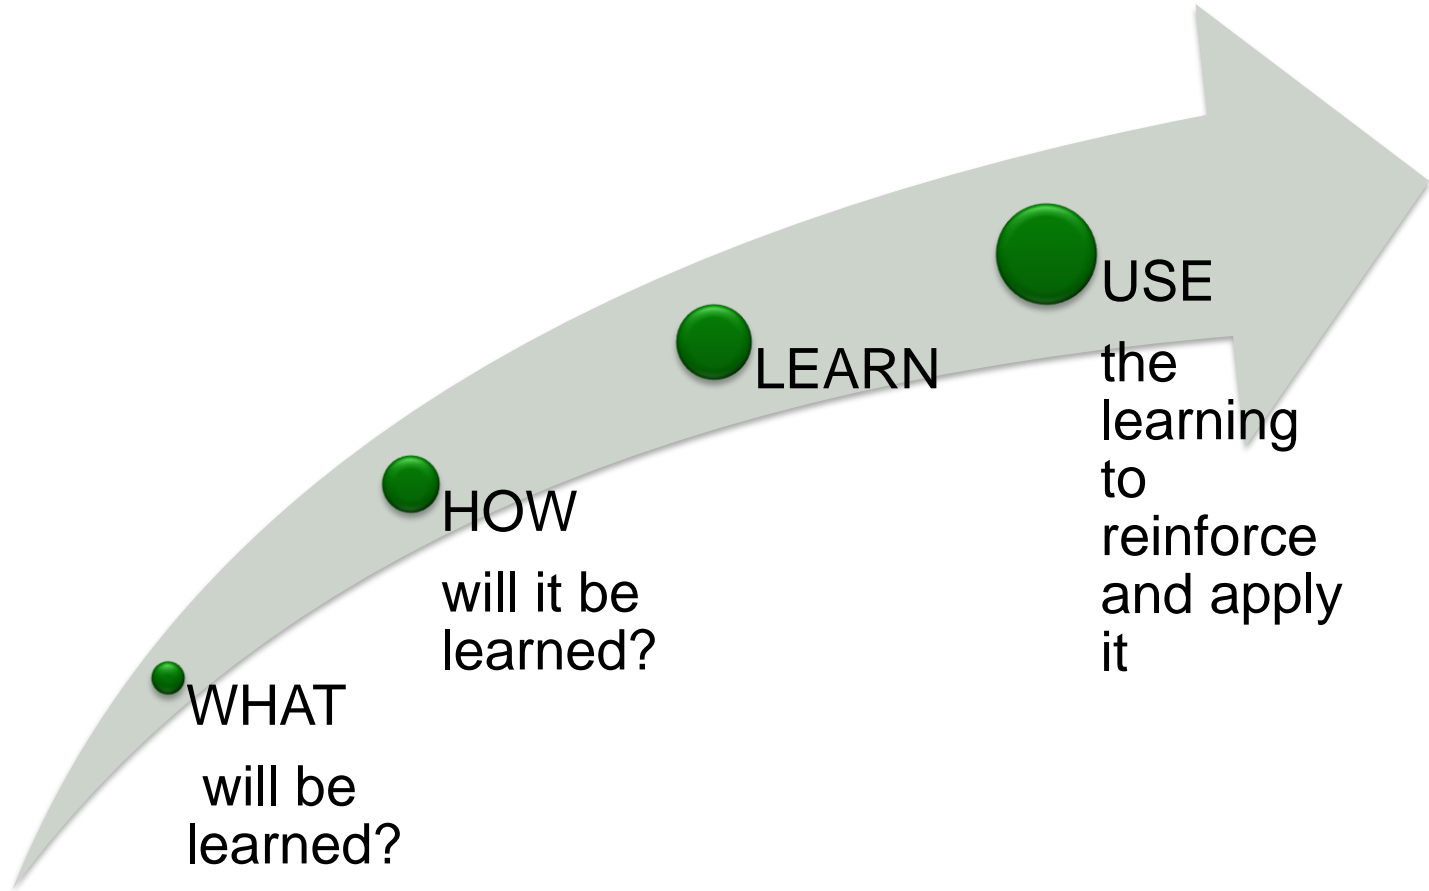 WHAT
will be
learned?
HOW
will it be
learned?
LEARN
USE
the
learning
to
reinforce
and apply
it